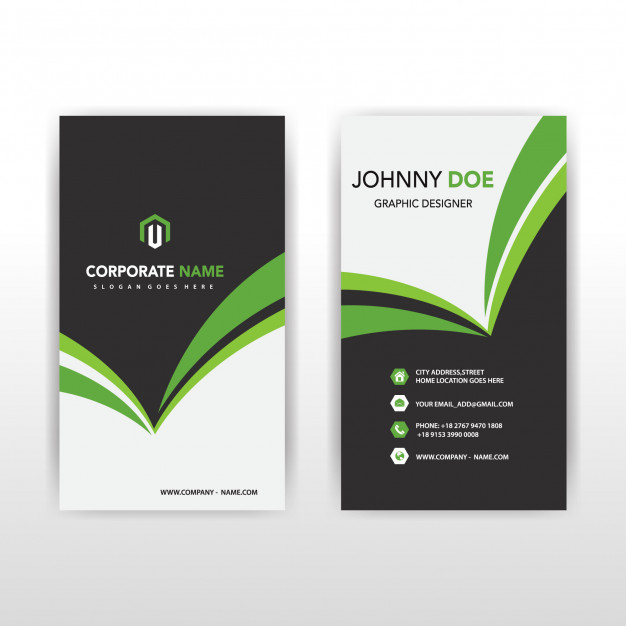 CORPORATE NAME
SLOGAN GOES HERE
WWW.COMPANY - NAME.COM
JOHNNY DOE
GRAPHIC DESIGNER
CITY ADDRESS,STREET
HOME LOCATION GOES HERE
YOUR EMAIL_ADD@GMAIL.COM
PHONE: +18 2767 9470 1808
+18 9153 3990 0008
WWW.COMPANY - NAME.COM